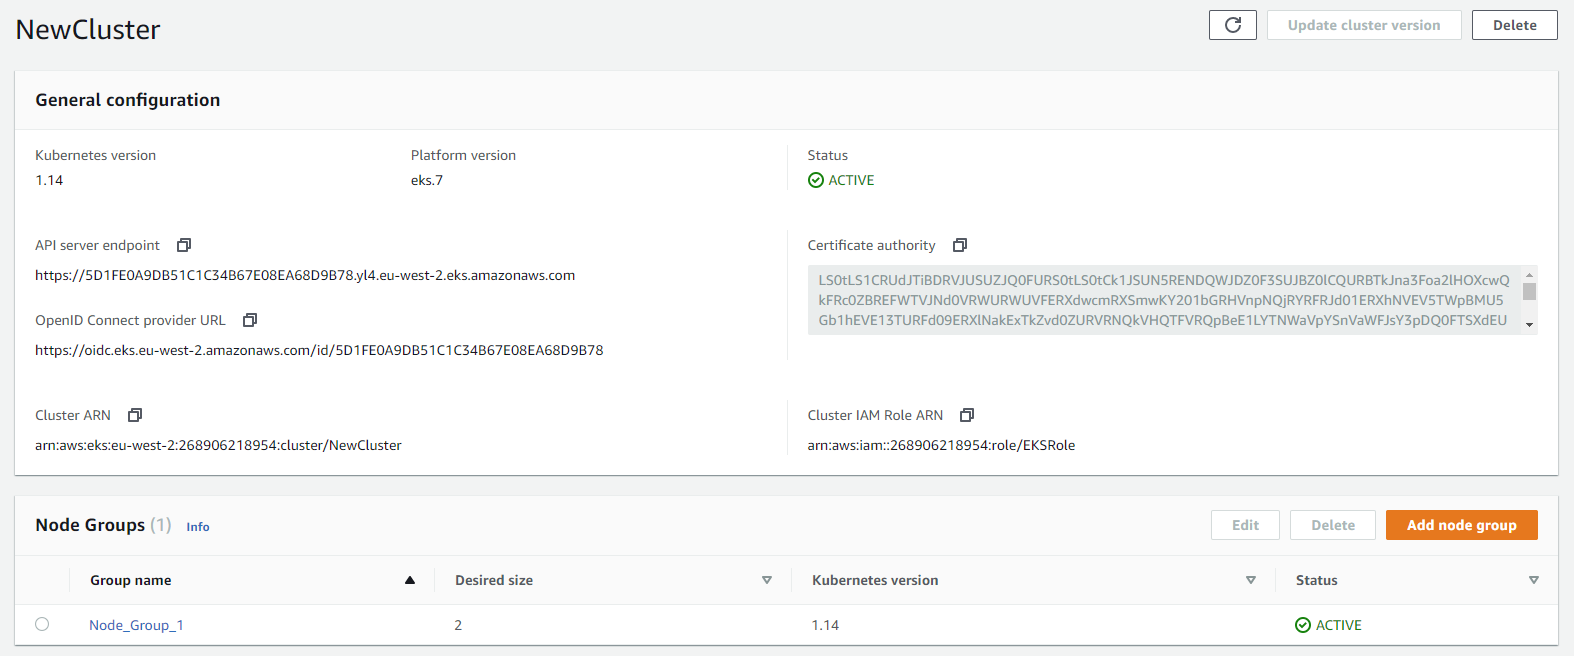 NewCluster
Update cluster version
Delete
General configuration
Kubernetes version
Platform version
Status
1.14
eks.7
ACTIVE
API server endpoint
Certificate authority
https://5D1FE0A9DB51C1C34B67E08EA68D9B78.yl4.eu-west-2.eks.amazonaws.com
LS0tLS1CRUdJTiBDRVJUSUZJQ0FURS0tLS0tCk1JSUN5RENDQWJDZ0F3SUJBZ0lCQURBTkJna3Foa2lHOXcwQ
kFRc0ZBREFWTVJNd0VRWURWUVFERXdwcmRXSmwKY201bGRHVnpNQjRYRFRJd01ERXhNVEV5TWpBMU5
Gb1hEVE13TURFd09ERXlNakExTkZvd0ZURVRNQkVHQTFVRQpBeE1LYTNWaVpYSnVaWFJsY3pDQ0FTSXdEU
OpenID Connect provider URL
https://oidc.eks.eu-west-2.amazonaws.com/id/5D1FE0A9DB51C1C34B67E08EA68D9B78
Cluster ARN
Cluster IAM Role ARN
arn:aws:eks:eu-west-2:268906218954:cluster/NewCluster
arn:aws:iam::268906218954:role/EKSRole
Node Groups (1) Info
Edit
Delete
Add node group
Group name
Desired size
Kubernetes version
Status
Node_Group_1
2
1.14
ACTIVE